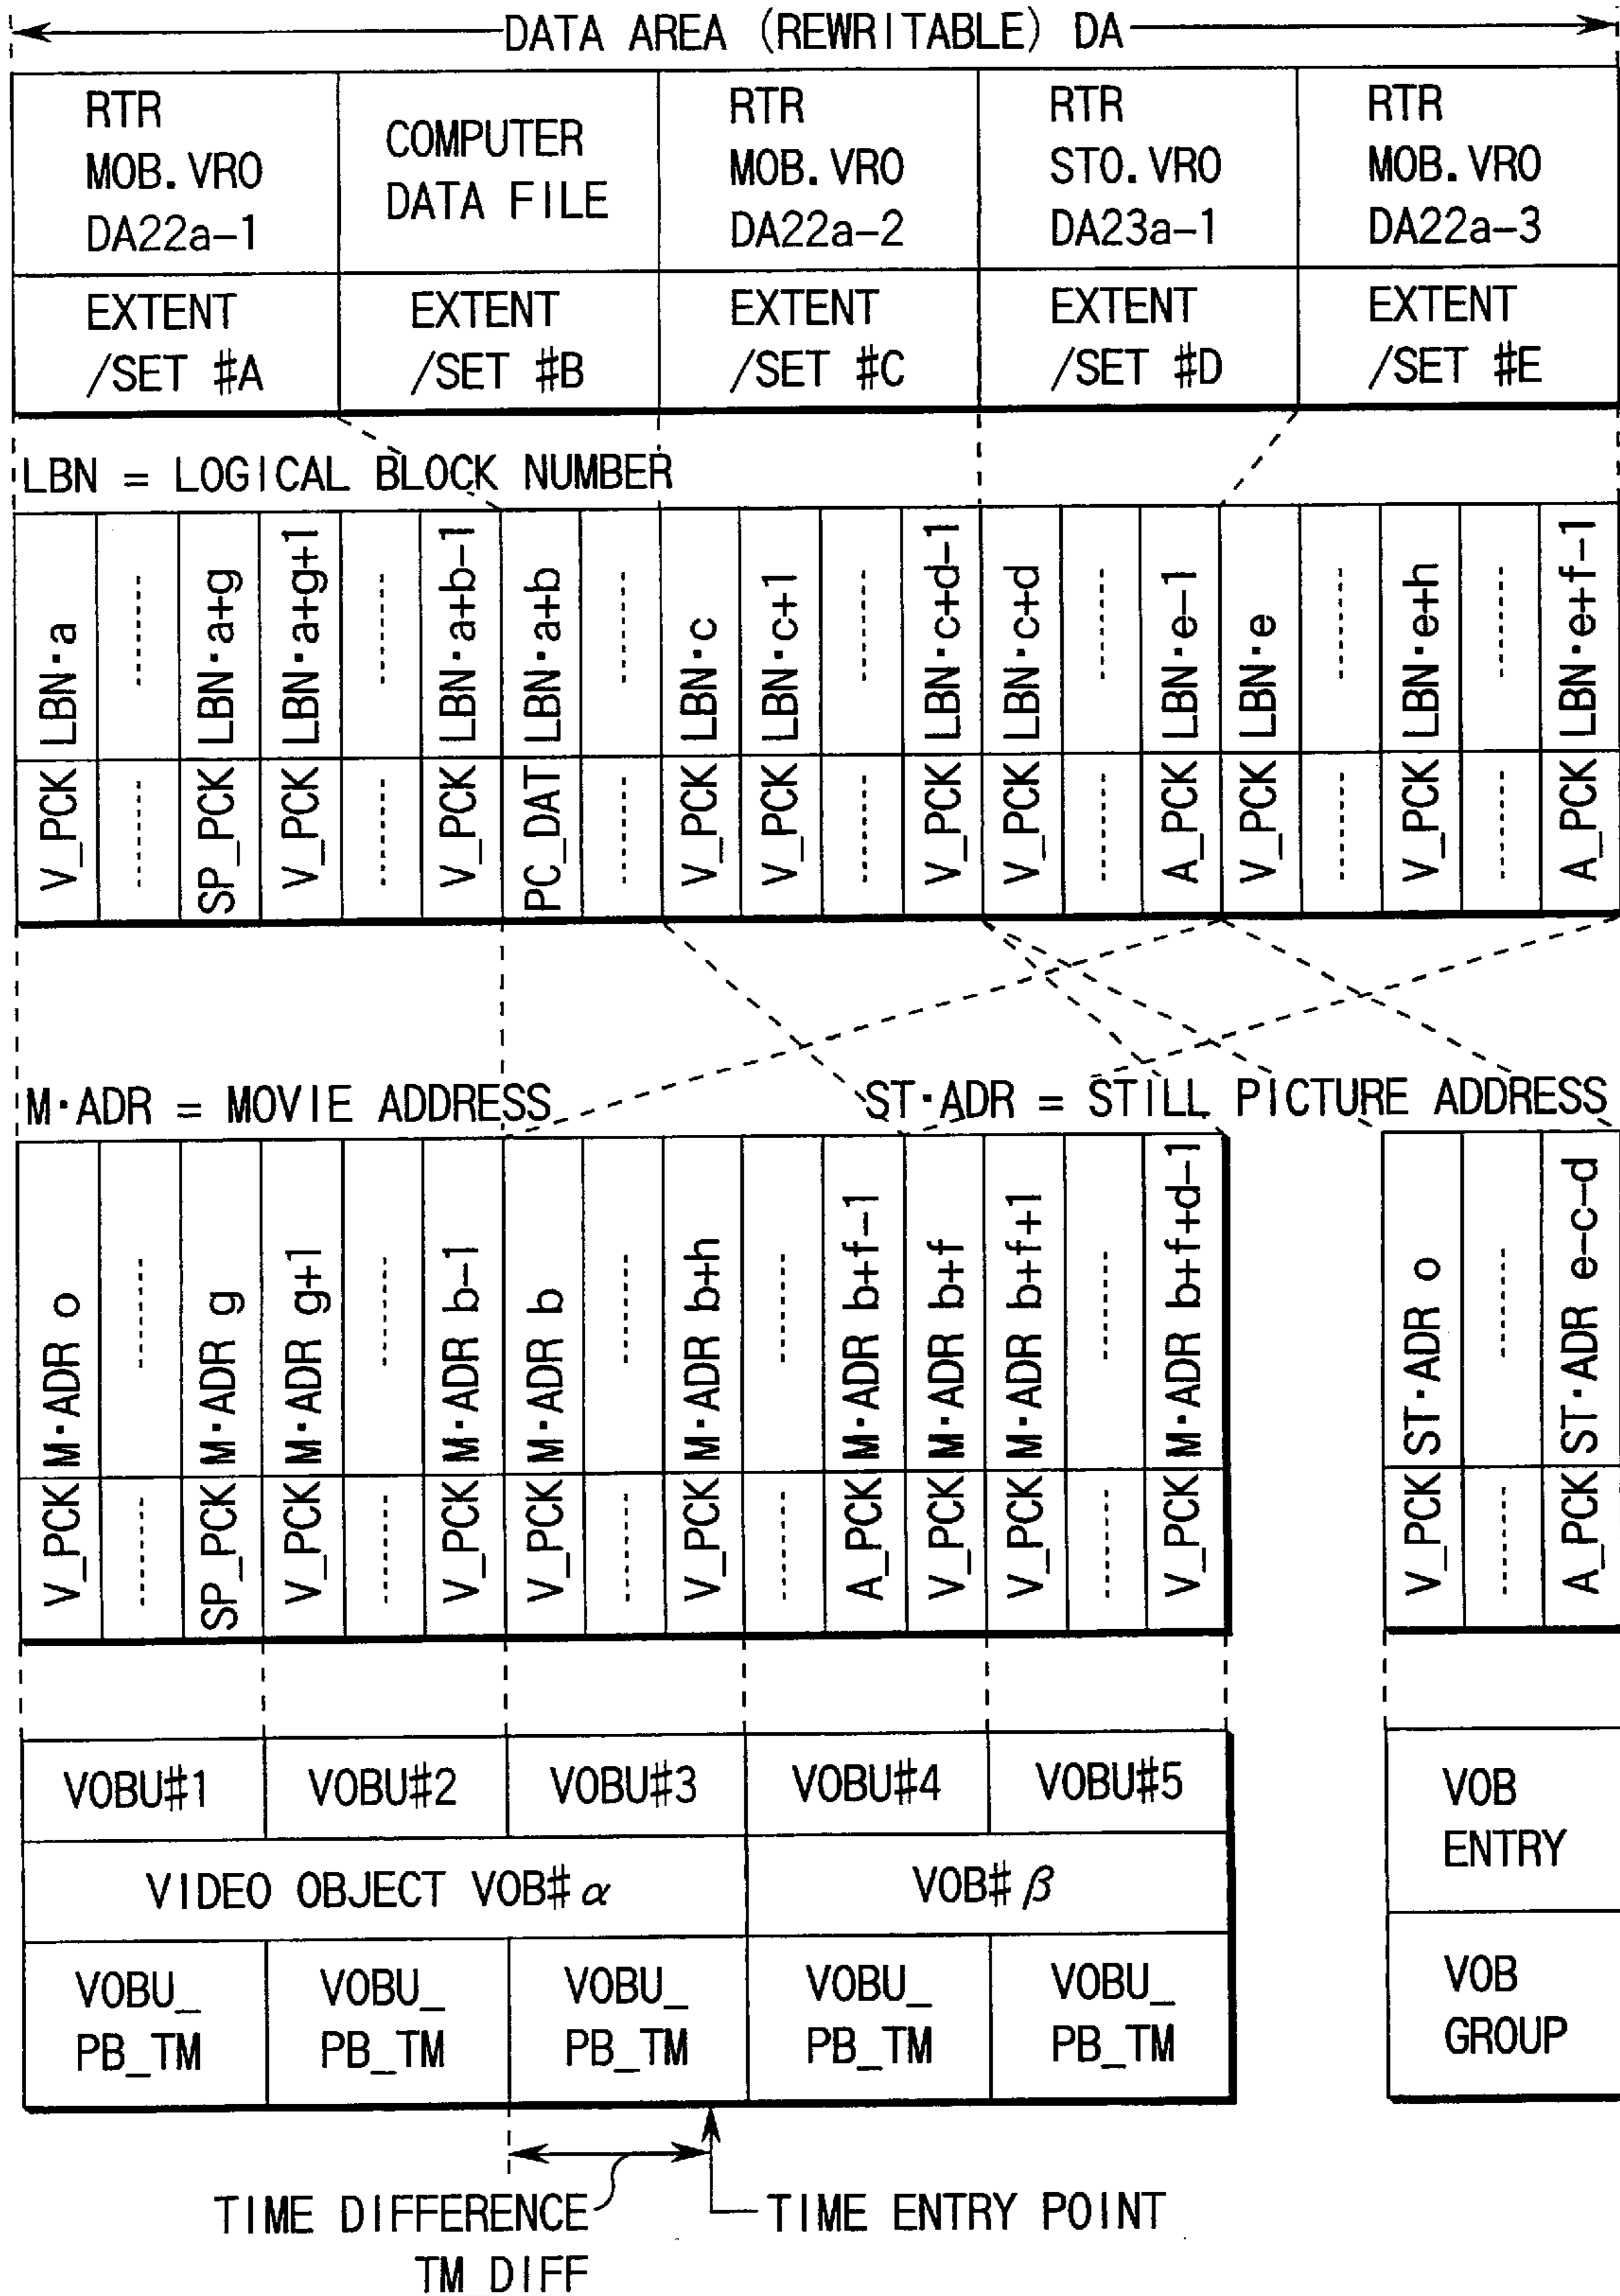 DATA AREA (REWRITABLE) DA
RTR
MOB.VRO
DA22a-1
COMPUTER
DATA FILE
RTR
MOB.VRO
DA22a-2
RTR
STO.VRO
DA23a-1
RTR
MOB.VRO
DA22a-3
EXTENT
/SET #A
EXTENT
/SET #B
EXTENT
/SET #C
EXTENT
/SET #D
EXTENT
/SET #E
LBN = LOGICAL BLOCK NUMBER
V_PCK LBN·a
SP_PCK LBN·a+g
V_PCK LBN·a+g+1
V_PCK LBN·a+b-1
PC_DAT LBN·a+b
V_PCK LBN·c
V_PCK LBN·c+1
V_PCK LBN·c+d-1
V_PCK LBN·c+d
A_PCK LBN·e-1
V_PCK LBN·e
V_PCK LBN·e+h
A_PCK LBN·e+f-1
M·ADR = MOVIE ADDRESS
ST·ADR = STILL PICTURE ADDRESS
V_PCK M·ADR o
SP_PCK M·ADR g
V_PCK M·ADR g+1
V_PCK M·ADR b-1
V_PCK M·ADR b
V_PCK M·ADR b+h
A_PCK M·ADR b+f-1
V_PCK M·ADR b+f
V_PCK M·ADR b+f+1
V_PCK M·ADR b+f+d-1
V_PCK ST·ADR o
A_PCK ST·ADR e-c-d
VOBU#1
VOBU#2
VOBU#3
VOBU#4
VOBU#5
VOB
ENTRY
VIDEO OBJECT VOB#α
VOB#β
VOBU_
PB_TM
VOBU_
PB_TM
VOBU_
PB_TM
VOBU_
PB_TM
VOBU_
PB_TM
VOB
GROUP
TIME DIFFERENCE
TM DIFF
TIME ENTRY POINT